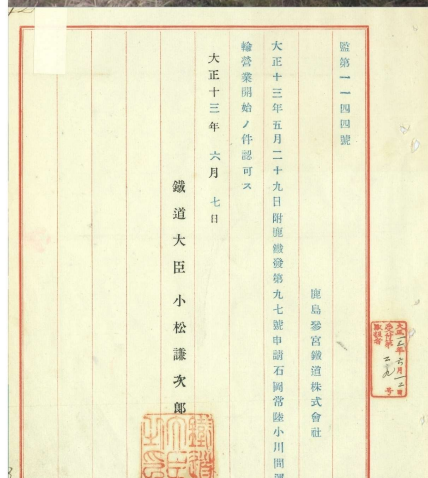 監第一一四四號
鹿島參宮鐵道株式會社
大正十三年五月二十九日附鹿鐵發第九七號申請石岡常陸小川間
輸營業開始ノ件認可ス
大正十三年 六月 七日
鐵道大臣 小松謙次郎